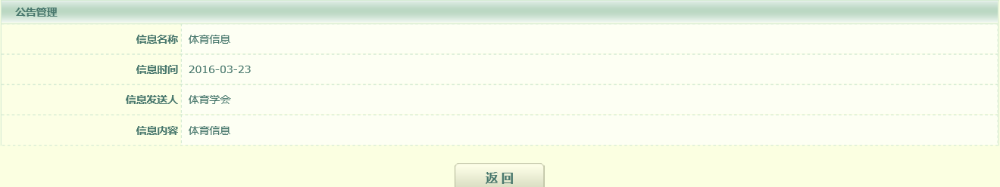 公告管理
信息名称 体育信息
信息时间 2016-03-23
信息发送人 体育学会
信息内容 体育信息
返回